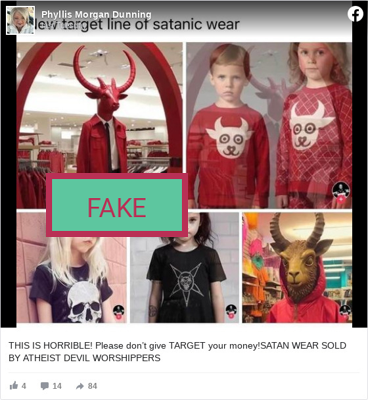 Phyllis Morgan Dunning
ew target line of satanic wear
FAKE
THIS IS HORRIBLE! Please don't give TARGET your money!SATAN WEAR SOLD
BY ATHEIST DEVIL WORSHIPPERS
4 14 84